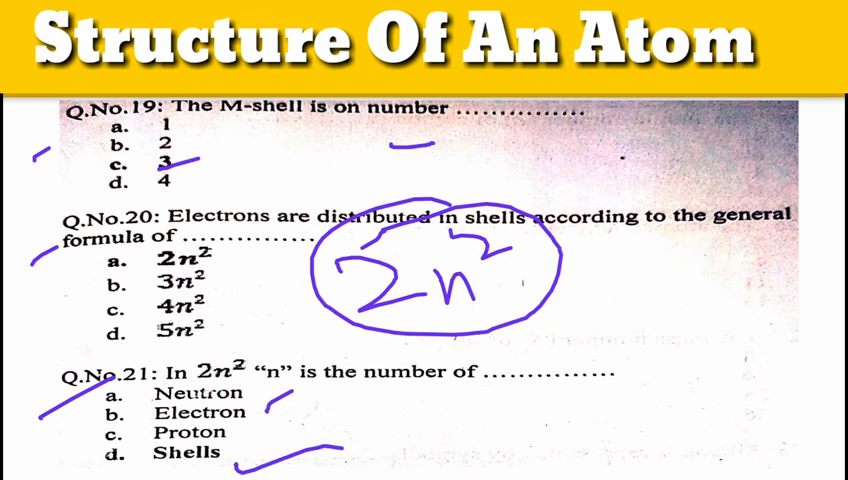 Structure Of An Atom
Q.No.19: The M-shell is on number ...............
a. 1
b. 2
c. 3
d. 4
Q.No.20: Electrons are distributed in shells according to the general
formula of ...............
a. 2n²
b. 3n²
c. 4n²
d. 5n²
2n²
Q.No.21: In 2n² “n” is the number of ...............
a. Neutron
b. Electron
c. Proton
d. Shells